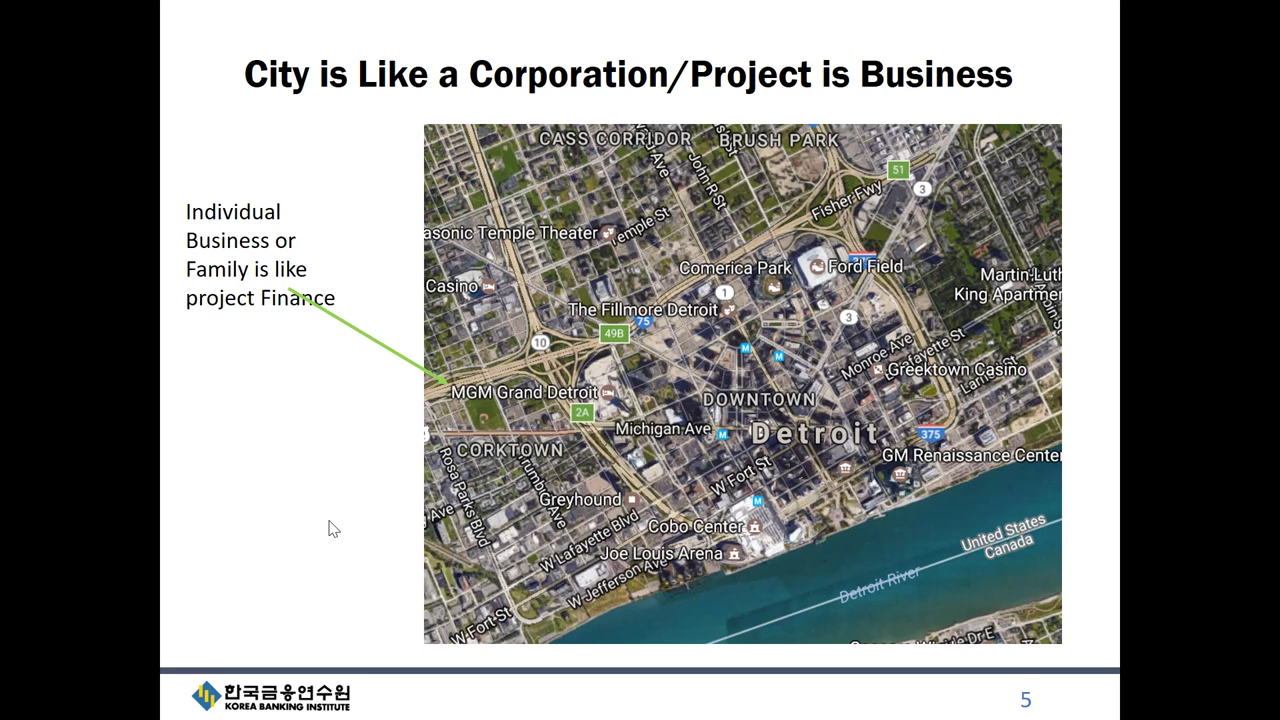 City is Like a Corporation/Project is Business
Individual
Business or
Family is like
project Finance
CASS CORRIDOR
BRUSH PARK
John R St
51
3
Fisher Fwy
asonic Temple Theater
Temple St
Comerica Park
Ford Field
Martin Luth
King Apartmen
Casino
1
The Fillmore Detroit
75
3
49B
10
M
M
Monroe Ave
Lafayette St
Greektown Casino
MGM Grand Detroit
DOWNTOWN
2A
Michigan Ave
M
Detroit
375
CORKTOWN
GM Renaissance Center
Rosa Parks Blvd
Trumbull Ave
W Fort St
Greyhound
M
Cobo Center
W Lafayette Blvd
United States
Canada
Joe Louis Arena
W Jefferson Ave
Detroit River
W Fort St
한국금융연수원
KOREA BANKING INSTITUTE
5